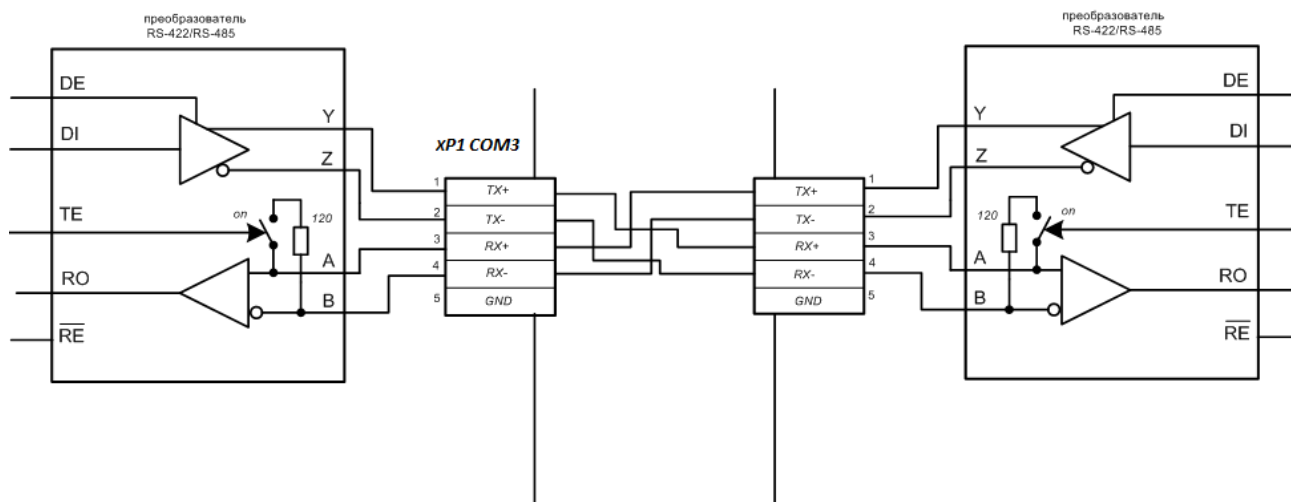 преобразователь
RS-422/RS-485
DE
DI
TE
RO
RE
Y
Z
on
120
A
B
xP1 COM3
1
2
3
4
5
TX+
TX-
RX+
RX-
GND
TX+
TX-
RX+
RX-
GND
1
2
3
4
5
преобразователь
RS-422/RS-485
Y
Z
120
on
A
B
DE
DI
TE
RO
RE